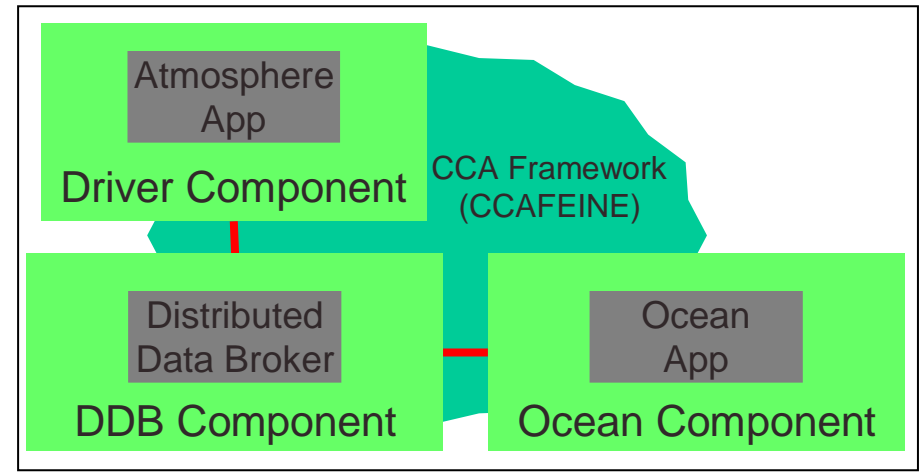 Atmosphere
App
Driver Component
CCA Framework
(CCAFEINE)
Distributed
Data Broker
DDB Component
Ocean
App
Ocean Component